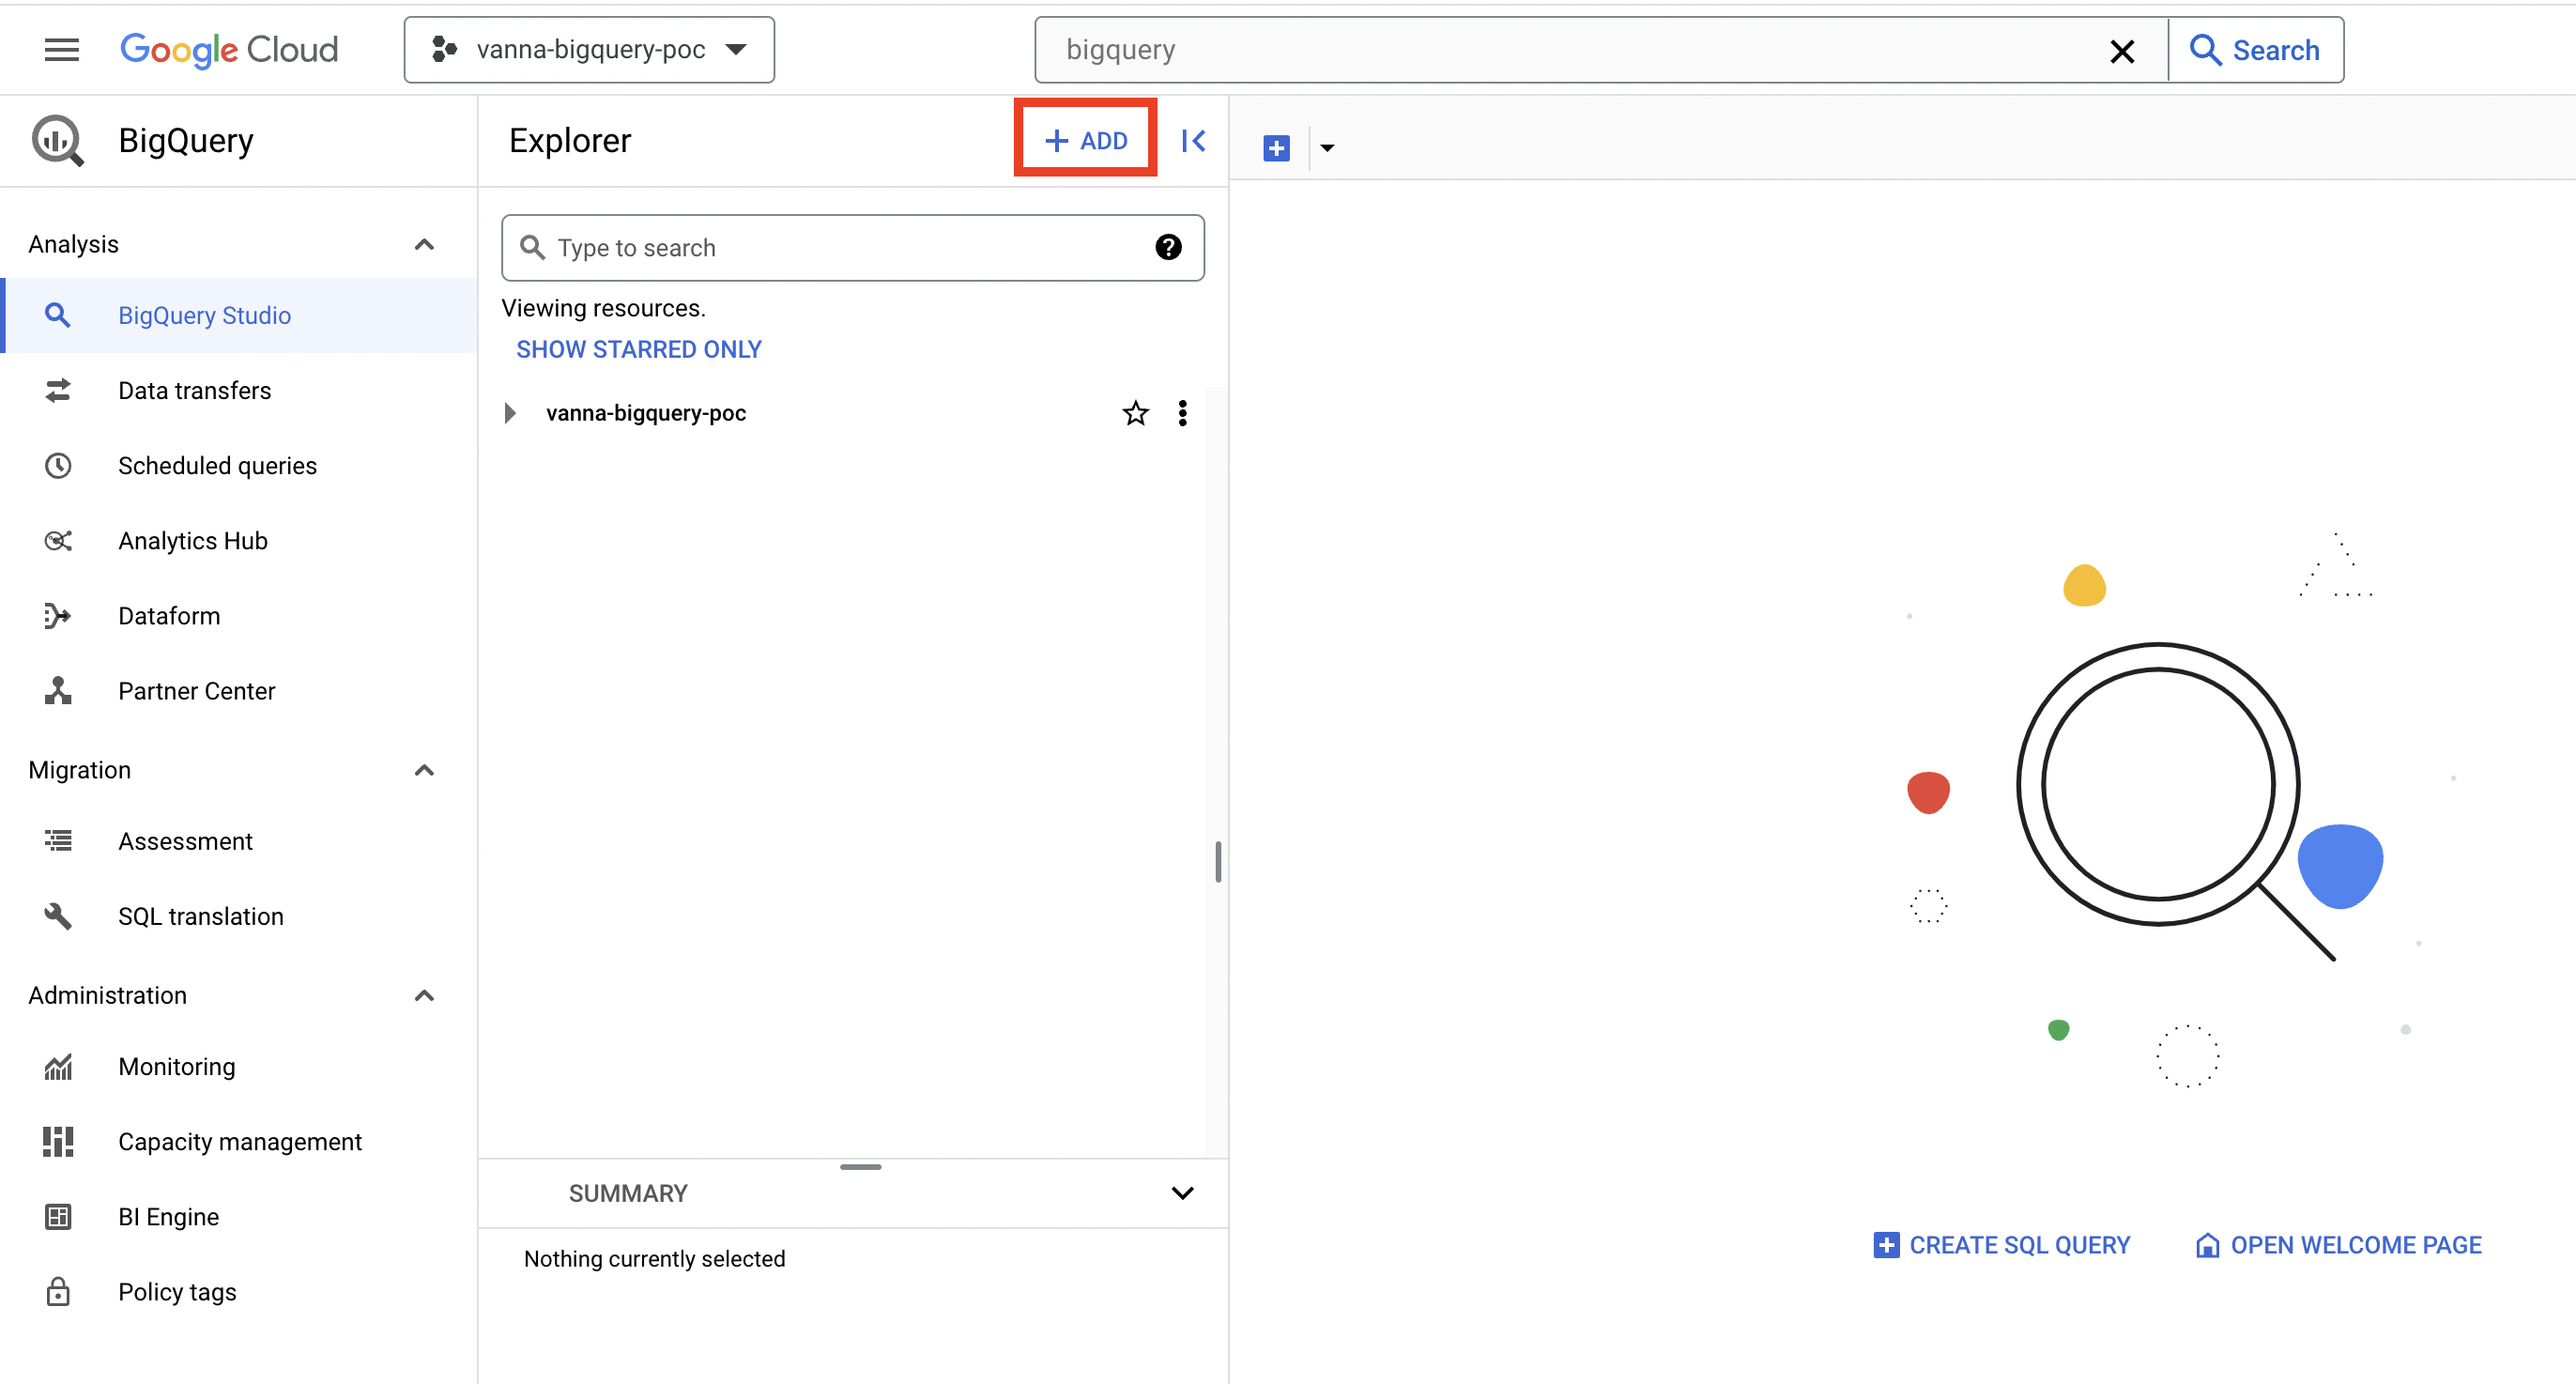 Google Cloud
vanna-bigquery-poc
bigquery
Search
BigQuery
Analysis
BigQuery Studio
Data transfers
Scheduled queries
Analytics Hub
Dataform
Partner Center
Migration
Assessment
SQL translation
Administration
Monitoring
Capacity management
BI Engine
Policy tags
Explorer
+ ADD
Type to search
Viewing resources.
SHOW STARRED ONLY
vanna-bigquery-poc
SUMMARY
Nothing currently selected
CREATE SQL QUERY
OPEN WELCOME PAGE